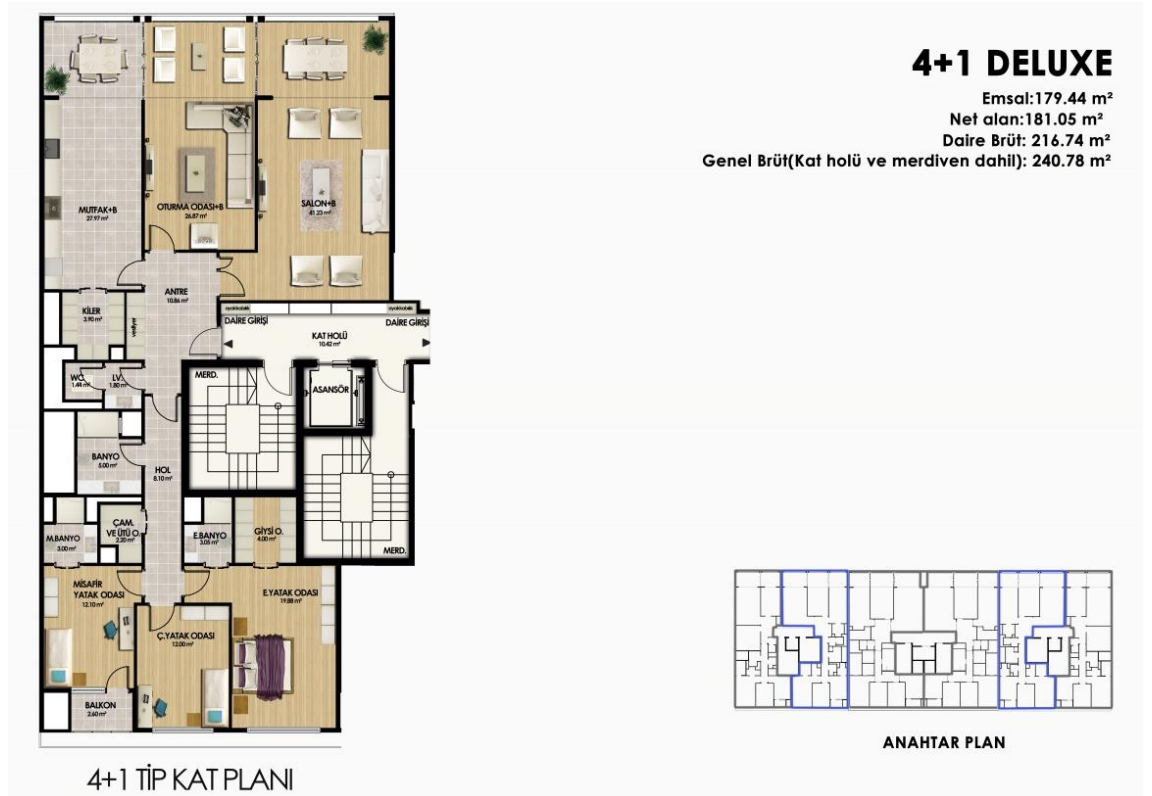 4+1 DELUXE
Emsal:179.44 m²
Net alan:181.05 m²
Daire Brüt: 216.74 m²
Genel Brüt(Kat holü ve merdiven dahil): 240.78 m²
MUTFAK+B
27.97 m²
OTURMA ODASI+B
26.87 m²
SALON+B
41.23 m²
ANTRE
10.86 m²
KİLER
3.90 m²
vestiyer
ayakkabılık
ayakkabılık
DAİRE GİRİŞİ
DAİRE GİRİŞİ
KAT HOLÜ
10.42 m²
WC
1.48 m²
LV.
1.80 m²
MERD.
ASANSÖR
BANYO
5.00 m²
HOL
8.10 m²
M.BANYO
3.00 m²
ÇAM.
VE ÜTÜ O.
2.20 m²
E.BANYO
3.05 m²
GİYSİ O.
4.00 m²
MERD.
MİSAFİR
YATAK ODASI
12.10 m²
Ç.YATAK ODASI
12.00 m²
E.YATAK ODASI
19.88 m²
BALKON
2.60 m²
ANAHTAR PLAN
4+1 TİP KAT PLANI